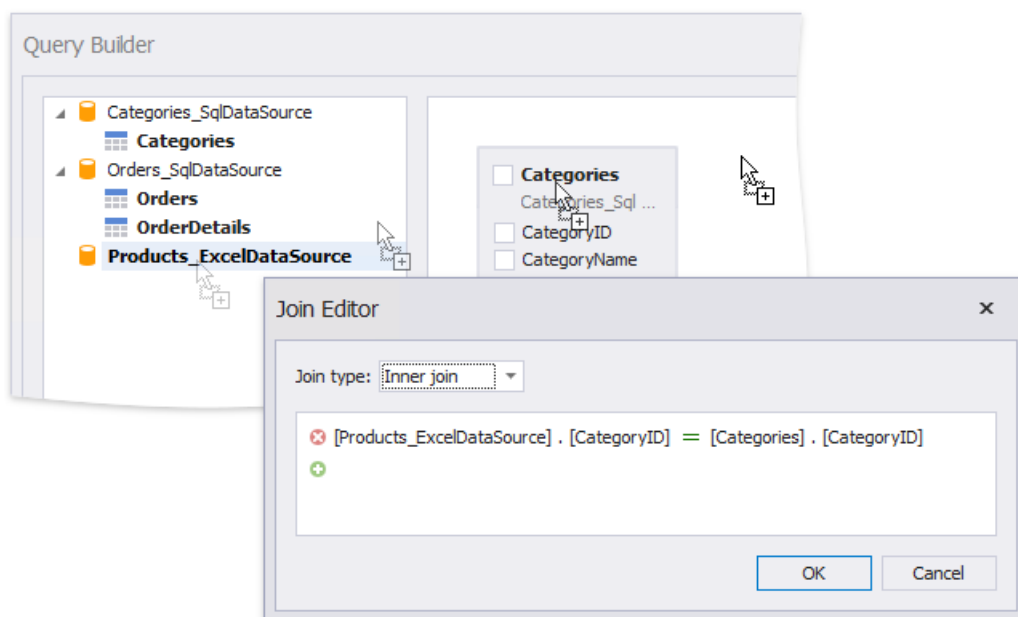 Query Builder
Categories_SqlDataSource
Categories
Orders_SqlDataSource
Orders
OrderDetails
Products_ExcelDataSource
Categories
Categories_Sql ...
CategoryID
CategoryName
Join Editor
Join type: Inner join
[Products_ExcelDataSource] . [CategoryID] = [Categories] . [CategoryID]
OK Cancel